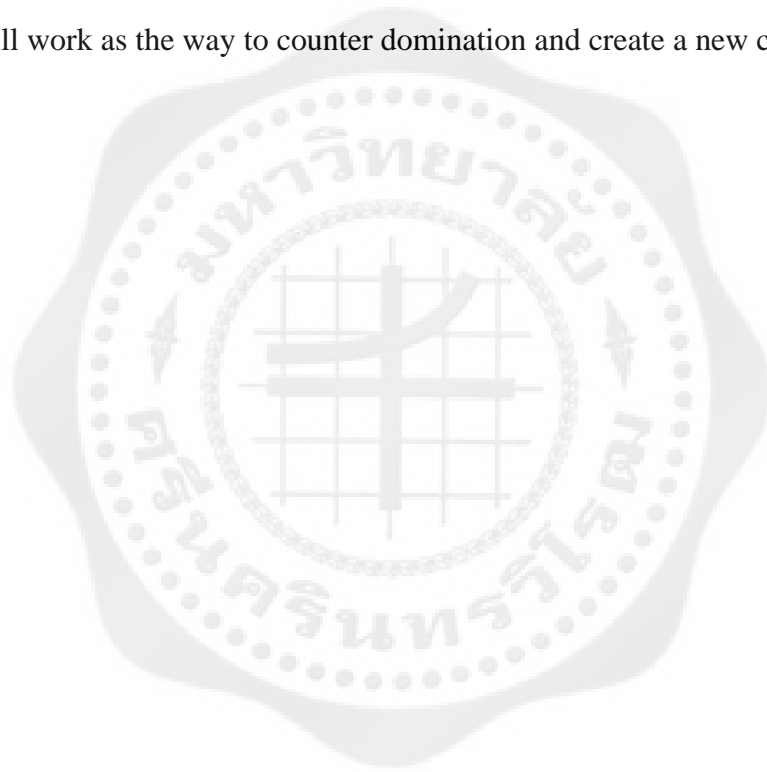 ll work as the way to counter domination and create a new c
มหาวิทยาลัย
ศรีนครินทรวิโรฒ